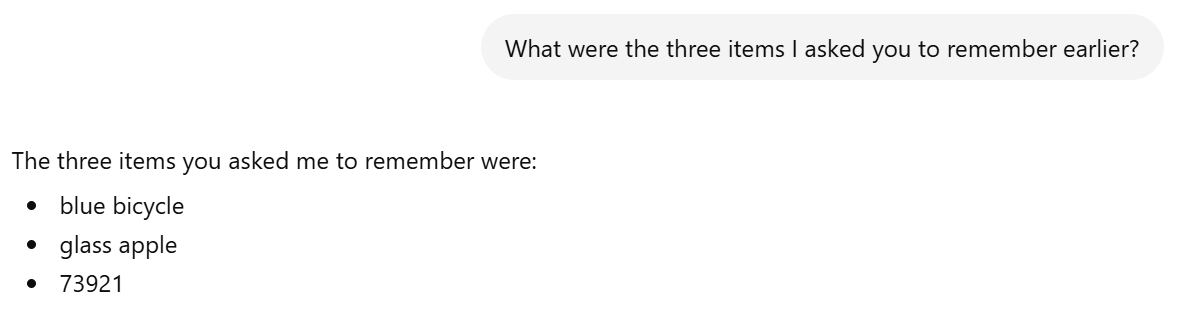 What were the three items I asked you to remember earlier?
The three items you asked me to remember were:
• blue bicycle
• glass apple
• 73921